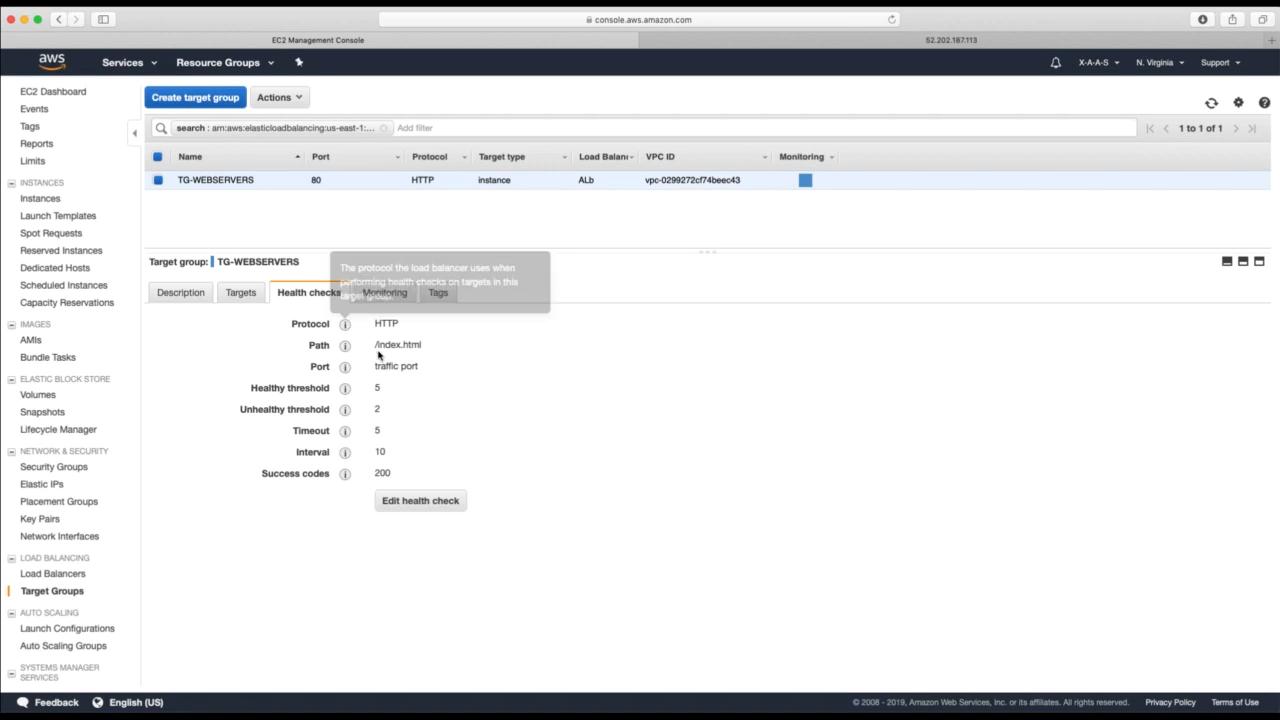 console.aws.amazon.com
EC2 Management Console
52.202.187.113
aws
Services
Resource Groups
X-A-A-S
N. Virginia
Support
EC2 Dashboard
Events
Tags
Reports
Limits
INSTANCES
Instances
Launch Templates
Spot Requests
Reserved Instances
Dedicated Hosts
Scheduled Instances
Capacity Reservations
IMAGES
AMIs
Bundle Tasks
ELASTIC BLOCK STORE
Volumes
Snapshots
Lifecycle Manager
NETWORK & SECURITY
Security Groups
Elastic IPs
Placement Groups
Key Pairs
Network Interfaces
LOAD BALANCING
Load Balancers
Target Groups
AUTO SCALING
Launch Configurations
Auto Scaling Groups
SYSTEMS MANAGER
SERVICES
Create target group
Actions
search : arn:aws:elasticloadbalancing:us-east-1:...
Add filter
1 to 1 of 1
Name Port Protocol Target type Load Balan VPC ID Monitoring
TG-WEBSERVERS 80 HTTP instance ALb vpc-0299272cf74beec43
Target group: TG-WEBSERVERS
The protocol the load balancer uses when
performing health checks on targets in this
target group.
Description Targets Health checks Monitoring Tags
Protocol HTTP
Path /index.html
Port traffic port
Healthy threshold 5
Unhealthy threshold 2
Timeout 5
Interval 10
Success codes 200
Edit health check
Feedback
English (US)
© 2008 - 2019, Amazon Web Services, Inc. or its affiliates. All rights reserved.
Privacy Policy
Terms of Use